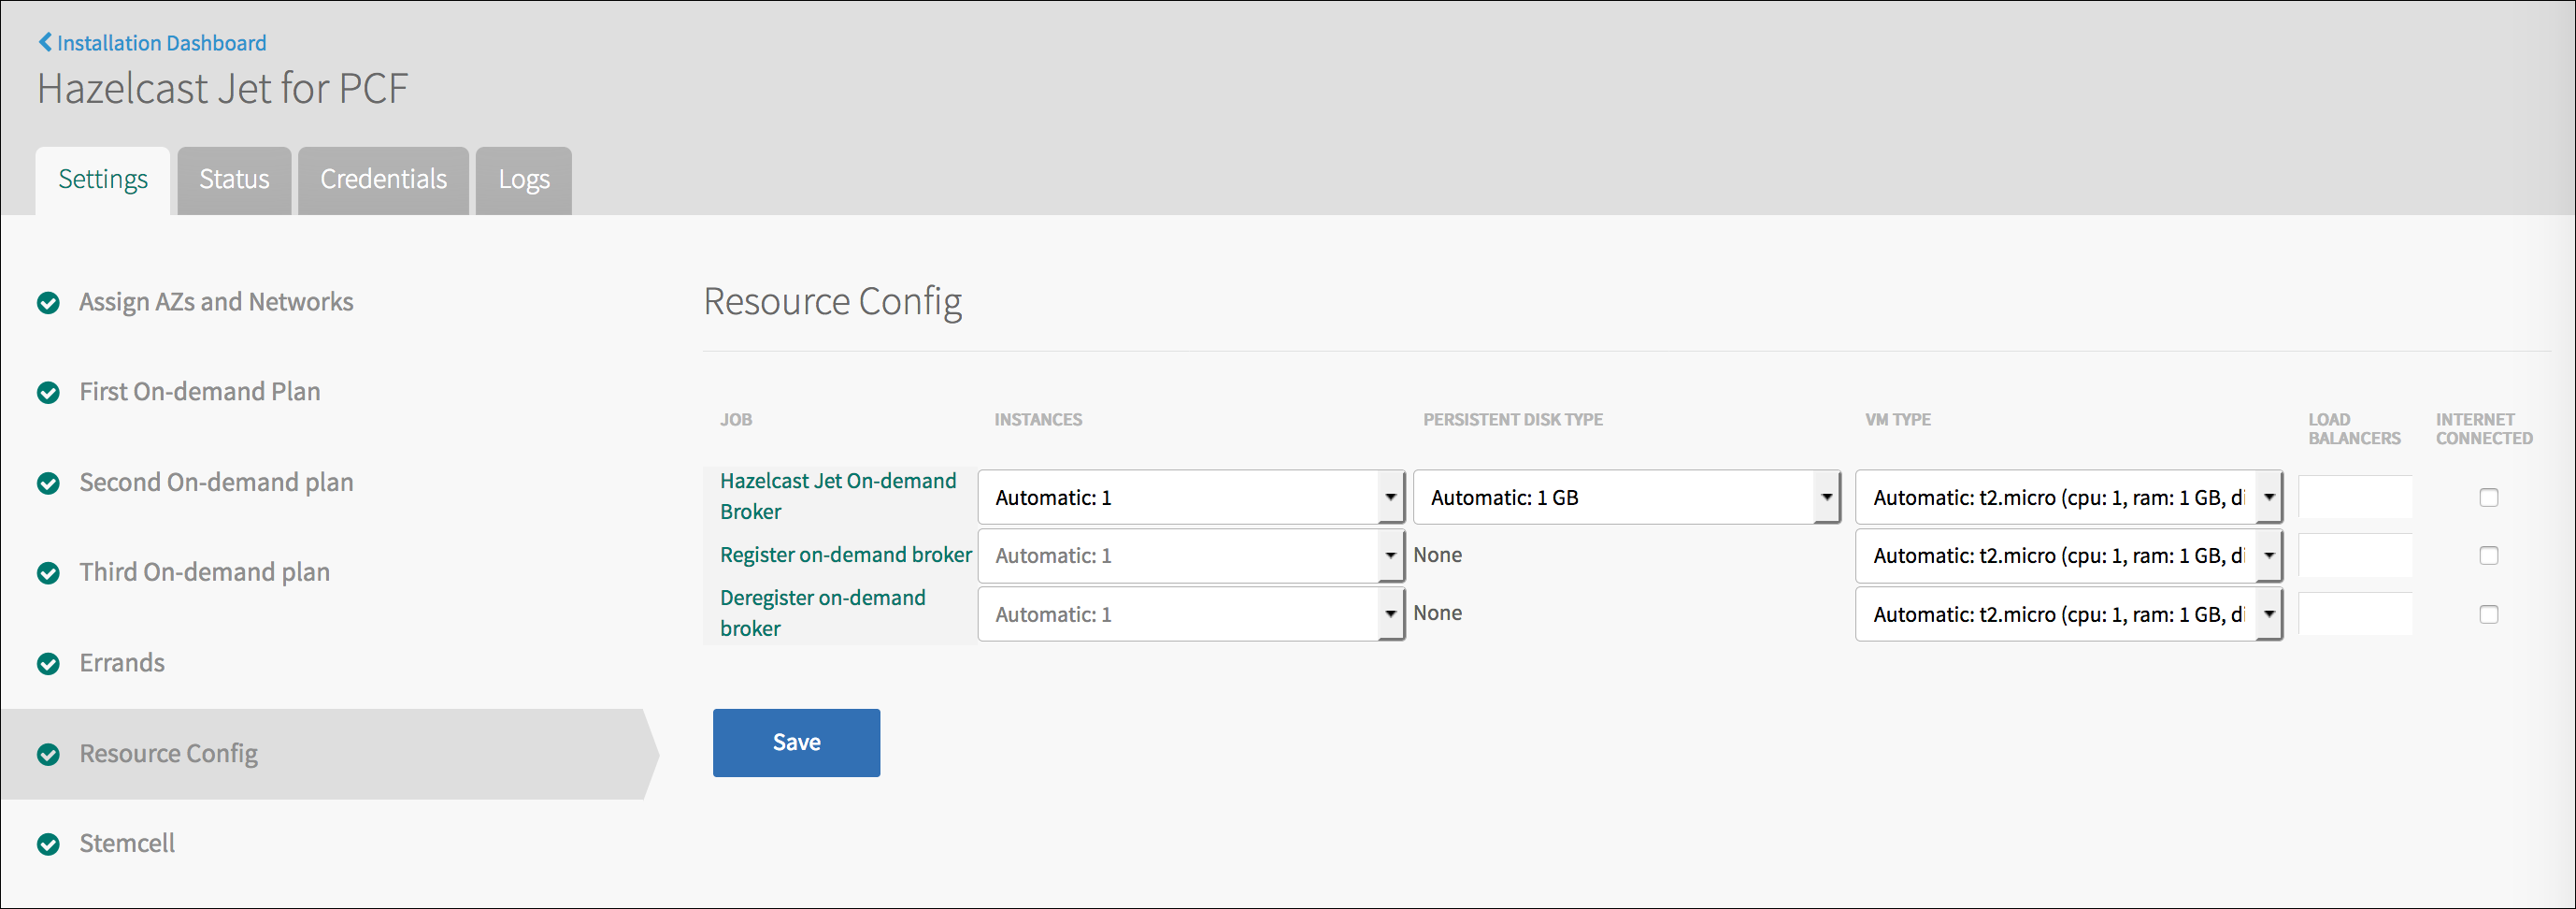 Installation Dashboard
Hazelcast Jet for PCF
Settings
Status
Credentials
Logs
Assign AZs and Networks
First On-demand Plan
Second On-demand plan
Third On-demand plan
Errands
Resource Config
Stemcell
Resource Config
JOB
INSTANCES
PERSISTENT DISK TYPE
VM TYPE
LOAD
BALANCERS
INTERNET
CONNECTED
Hazelcast Jet On-demand
Broker
Automatic: 1
Automatic: 1 GB
Automatic: t2.micro (cpu: 1, ram: 1 GB, di
Register on-demand broker
Automatic: 1
None
Automatic: t2.micro (cpu: 1, ram: 1 GB, di
Deregister on-demand
broker
Automatic: 1
None
Automatic: t2.micro (cpu: 1, ram: 1 GB, di
Save